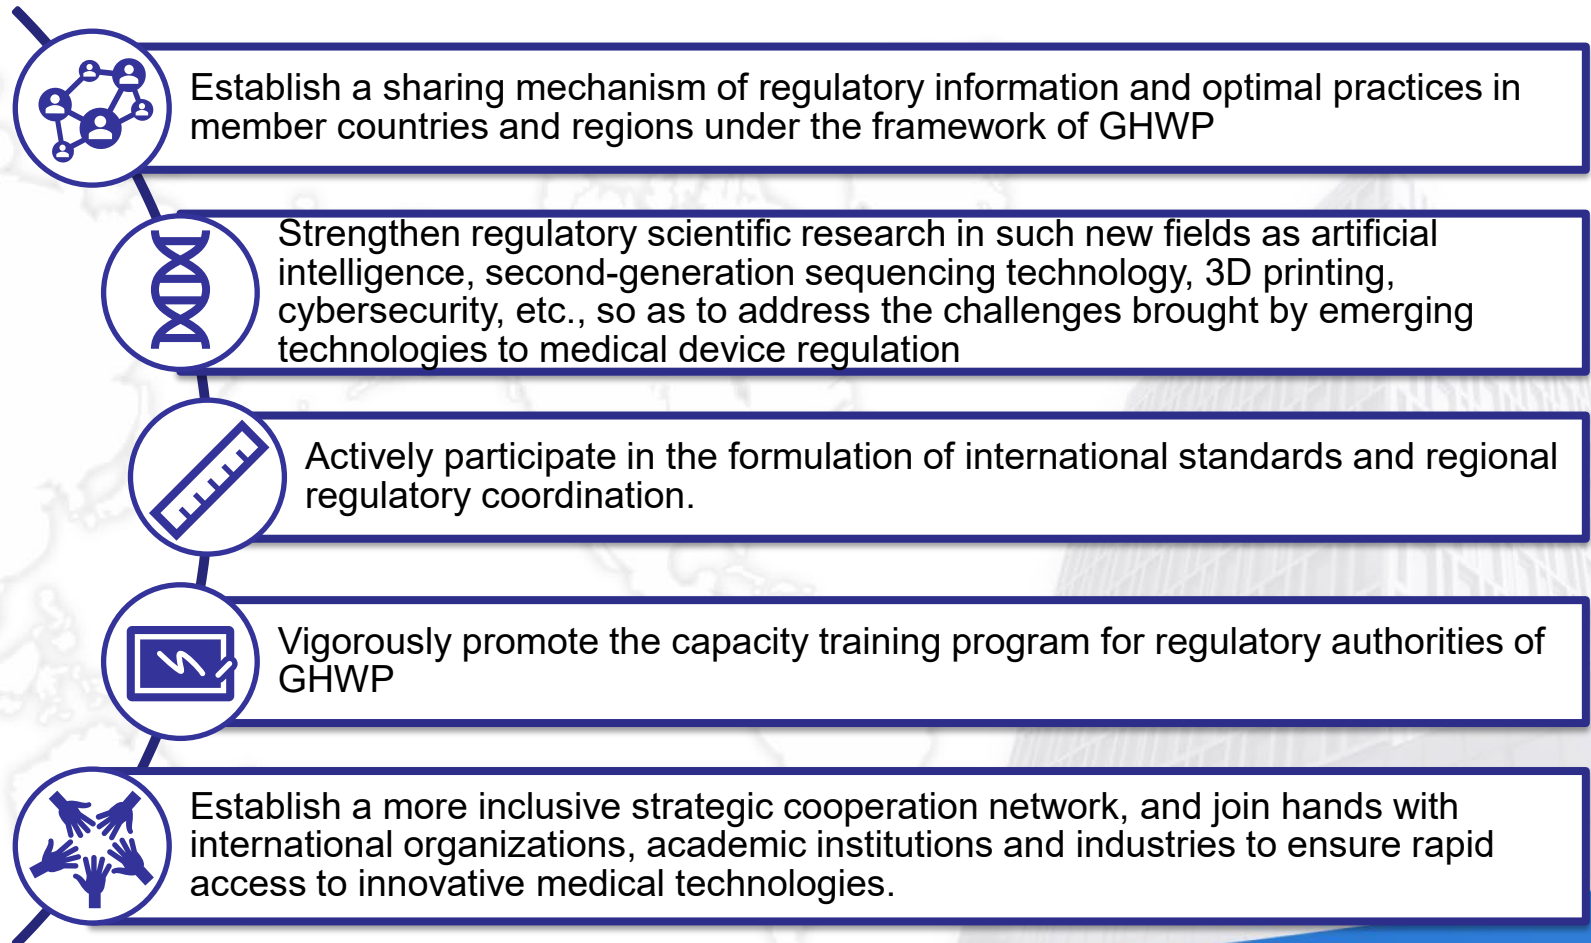 Establish a sharing mechanism of regulatory information and optimal practices in
member countries and regions under the framework of GHWP
Strengthen regulatory scientific research in such new fields as artificial
intelligence, second-generation sequencing technology, 3D printing,
cybersecurity, etc., so as to address the challenges brought by emerging
technologies to medical device regulation
Actively participate in the formulation of international standards and regional
regulatory coordination.
Vigorously promote the capacity training program for regulatory authorities of
GHWP
Establish a more inclusive strategic cooperation network, and join hands with
international organizations, academic institutions and industries to ensure rapid
access to innovative medical technologies.